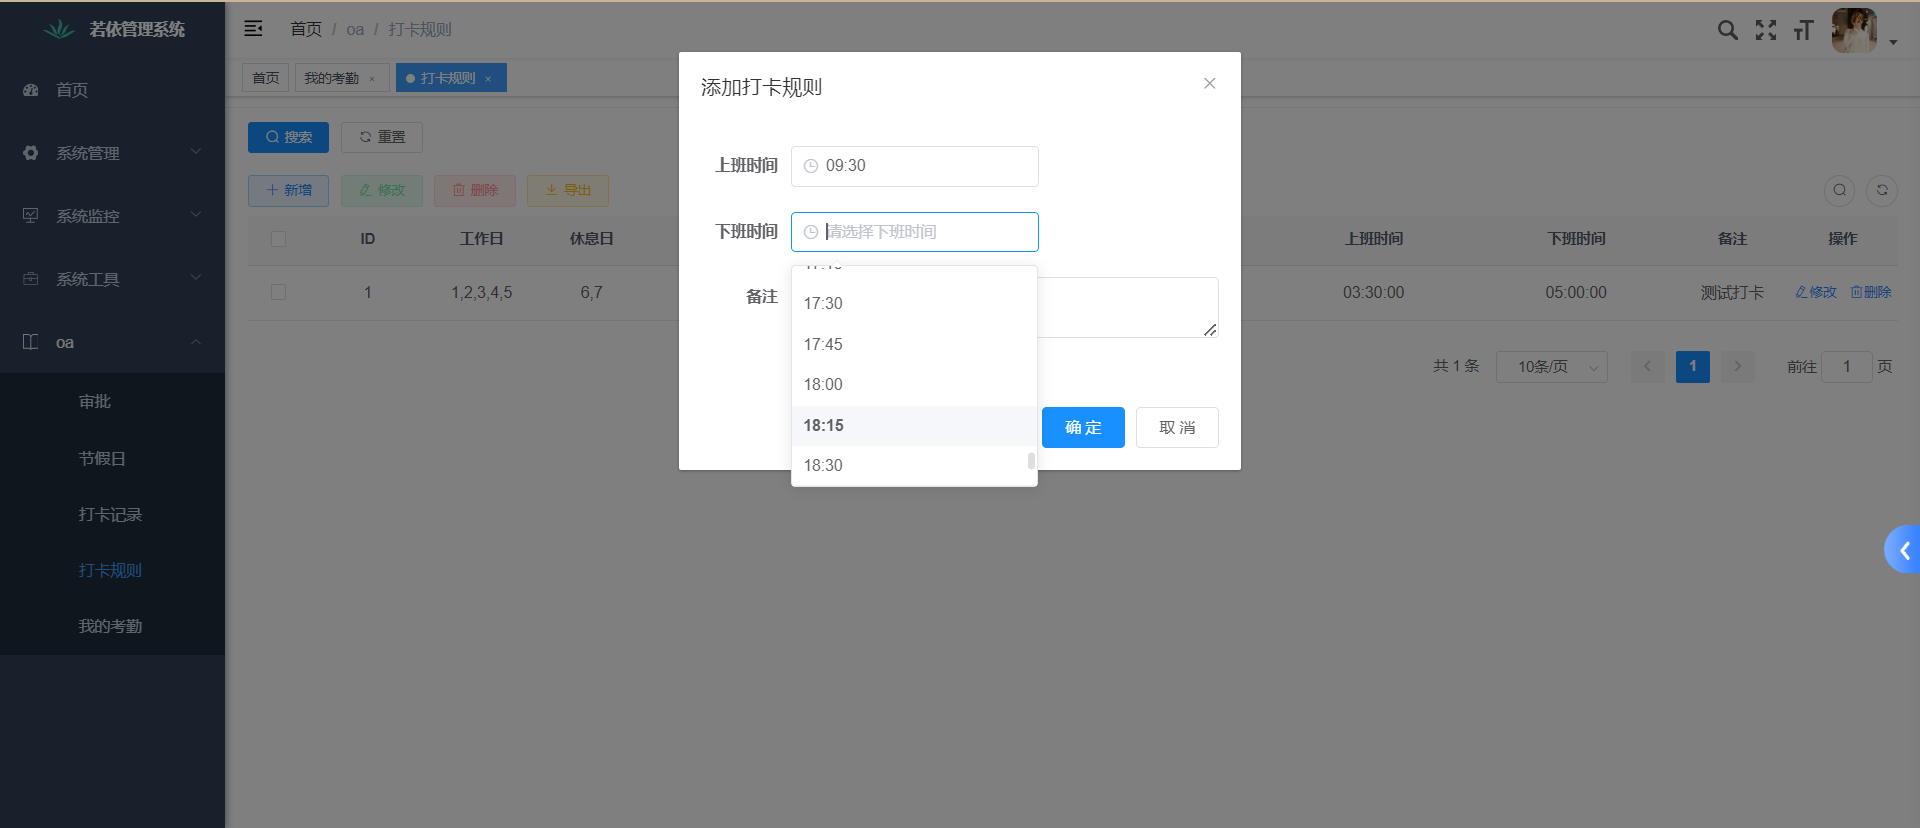 若依管理系统
首页 / oa / 打卡规则
首页
我的考勤 ×
打卡规则 ×
首页
系统管理
系统监控
系统工具
oa
审批
节假日
打卡记录
打卡规则
我的考勤
搜索 重置
新增 修改 删除 导出
ID 工作日 休息日 上班时间 下班时间 备注 操作
1 1,2,3,4,5 6,7 03:30:00 05:00:00 测试打卡 修改 删除
共 1 条 10条/页 1 前往 1 页
添加打卡规则
上班时间 09:30
下班时间 请选择下班时间
备注
17:15
17:30
17:45
18:00
18:15
18:30
确 定 取 消